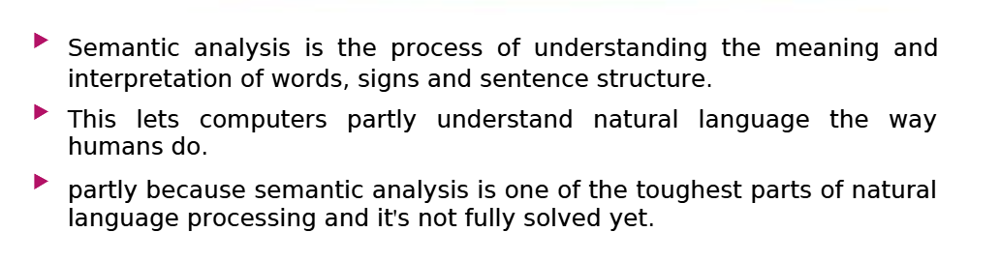 Semantic analysis is the process of understanding the meaning and
interpretation of words, signs and sentence structure.
This lets computers partly understand natural language the way
humans do.
partly because semantic analysis is one of the toughest parts of natural
language processing and it's not fully solved yet.